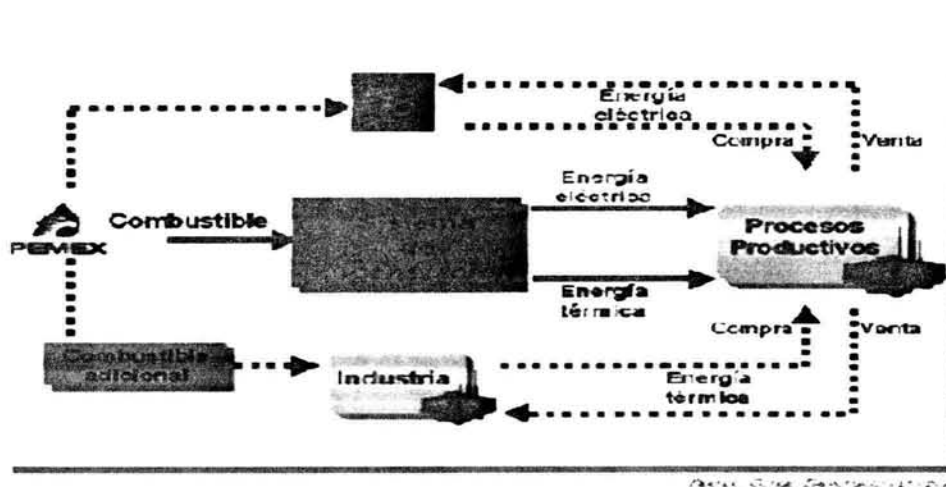 Energía
eléctrica
Compra
Venta
Energía
eléctrica
Combustible
PEMEX
Procesos
Productivos
Energía
térmica
Compra
Venta
Combustible
adicional
Industria
Energía
térmica